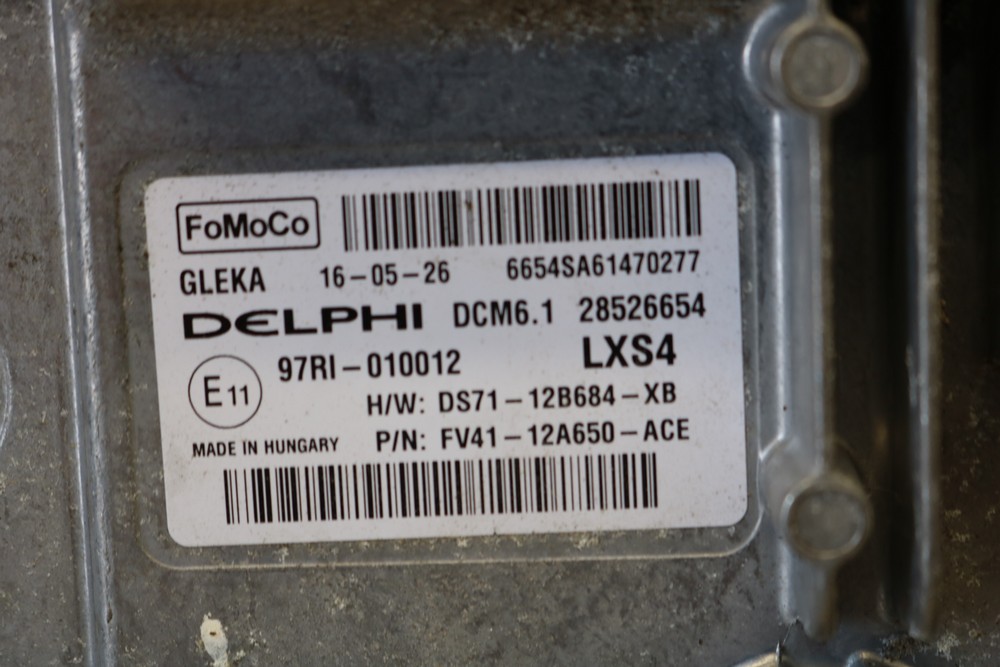 FoMoCo
GLEKA 16-05-26 6654SA61470277
DELPHI DCM6.1 28526654
E11 97RI-010012 LXS4
H/W: DS71-12B684-XB
MADE IN HUNGARY P/N: FV41-12A650-ACE